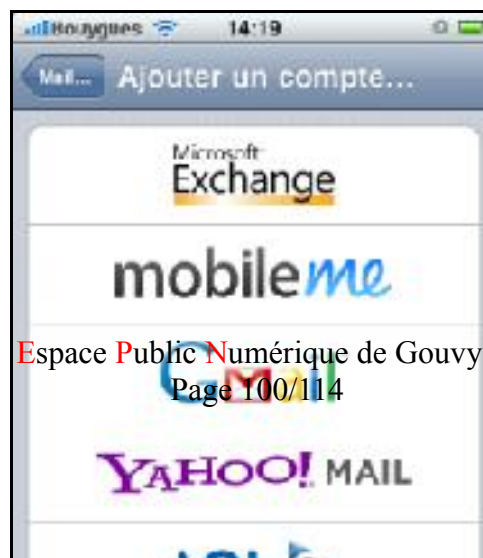 Bouygues 14:19
Mail... Ajouter un compte...
Microsoft
Exchange
mobileme
Gmail
Espace Public Numérique de Gouvy
Page 100/114
YAHOO! MAIL